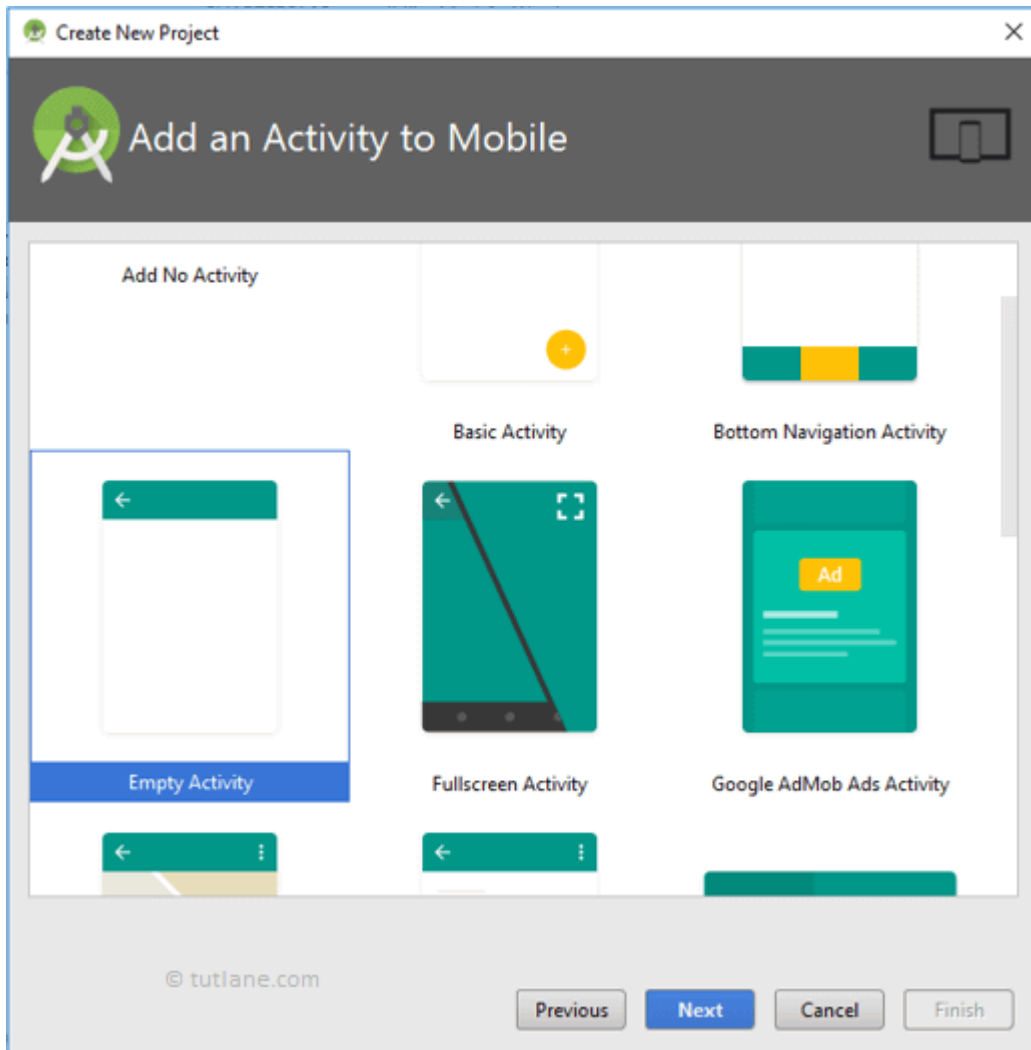 Create New Project
Add an Activity to Mobile
Add No Activity
Basic Activity
Bottom Navigation Activity
Ad
Empty Activity
Fullscreen Activity
Google AdMob Ads Activity
© tutlane.com
Previous
Next
Cancel
Finish